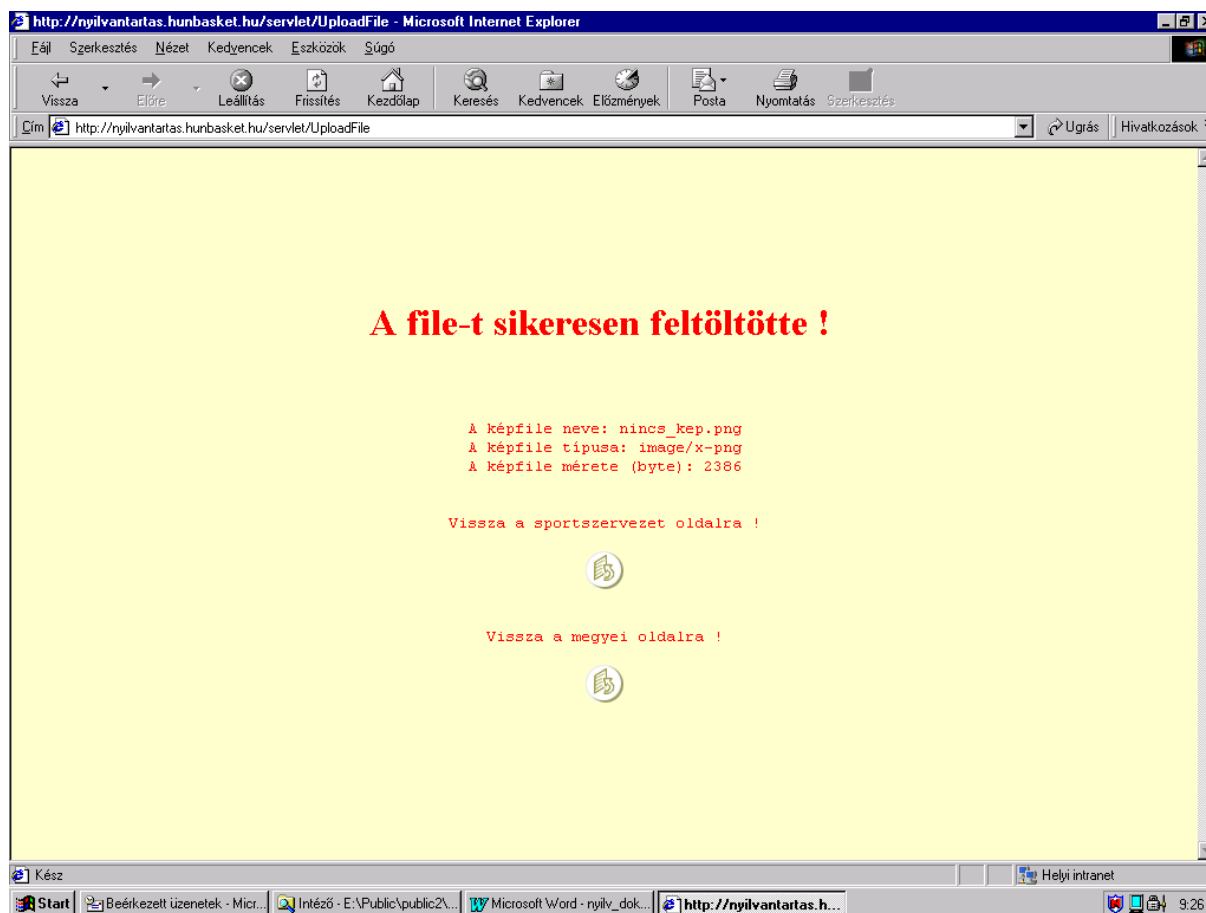 http://nyilvantartas.hunbasket.hu/servlet/UploadFile - Microsoft Internet Explorer
Fájl Szerkesztés Nézet Kedvencek Eszközök Súgó
Vissza Előre Leállítás Frissítés Kezdőlap Keresés Kedvencek Előzmények Posta Nyomtatás Szerkesztés
Cím http://nyilvantartas.hunbasket.hu/servlet/UploadFile Ugrás Hivatkozások
A file-t sikeresen feltöltötte !
A képfile neve: nincs_kep.png
A képfile típusa: image/x-png
A képfile mérete (byte): 2386
Vissza a sportszervezet oldalra !
Vissza a megyei oldalra !
Kész Helyi intranet
Start Beérkezett üzenetek - Micr... Intéző - E:\Public\public2\... Microsoft Word - nyilv_dok... http://nyilvantartas.h... 9:26